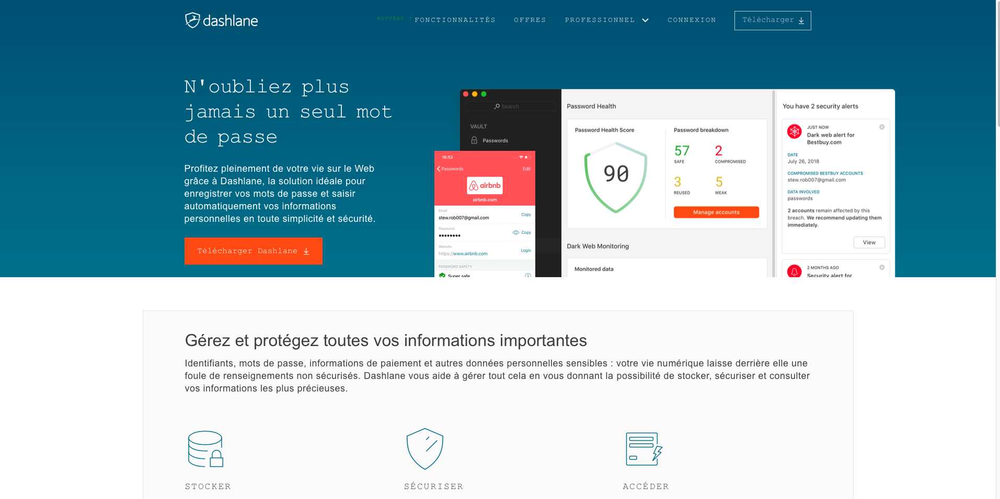 dashlane
NOUVEAU !
FONCTIONNALITÉS
OFFRES
PROFESSIONNEL
CONNEXION
Télécharger
N'oubliez plus
jamais un seul mot
de passe
Profitez pleinement de votre vie sur le Web
grâce à Dashlane, la solution idéale pour
enregistrer vos mots de passe et saisir
automatiquement vos informations
personnelles en toute simplicité et sécurité.
Télécharger Dashlane
Search
VAULT
Passwords
16:52
Passwords
Edit
airbnb
airbnb.com
Email
stew.rob007@gmail.com
Copy
Password
••••••••
Copy
Website
https://www.airbnb.com
Login
PASSWORD SAFETY
Super safe
Password Health
Password Health Score
90
Password breakdown
57
SAFE
2
COMPROMISED
3
REUSED
5
WEAK
Manage accounts
Dark Web Monitoring
Monitored data
You have 2 security alerts
JUST NOW
Dark web alert for
Bestbuy.com
DATE
July 26, 2018
COMPROMISED BESTBUY ACCOUNTS
stew.rob007@gmail.com
DATA INVOLVED
passwords
2 accounts remain affected by this
breach. We recommend updating them
immediately.
View
2 MONTHS AGO
Security alert for
Gérez et protégez toutes vos informations importantes
Identifiants, mots de passe, informations de paiement et autres données personnelles sensibles : votre vie numérique laisse derrière elle une
foule de renseignements non sécurisés. Dashlane vous aide à gérer tout cela en vous donnant la possibilité de stocker, sécuriser et consulter
vos informations les plus précieuses.
STOCKER
SÉCURISER
ACCÉDER